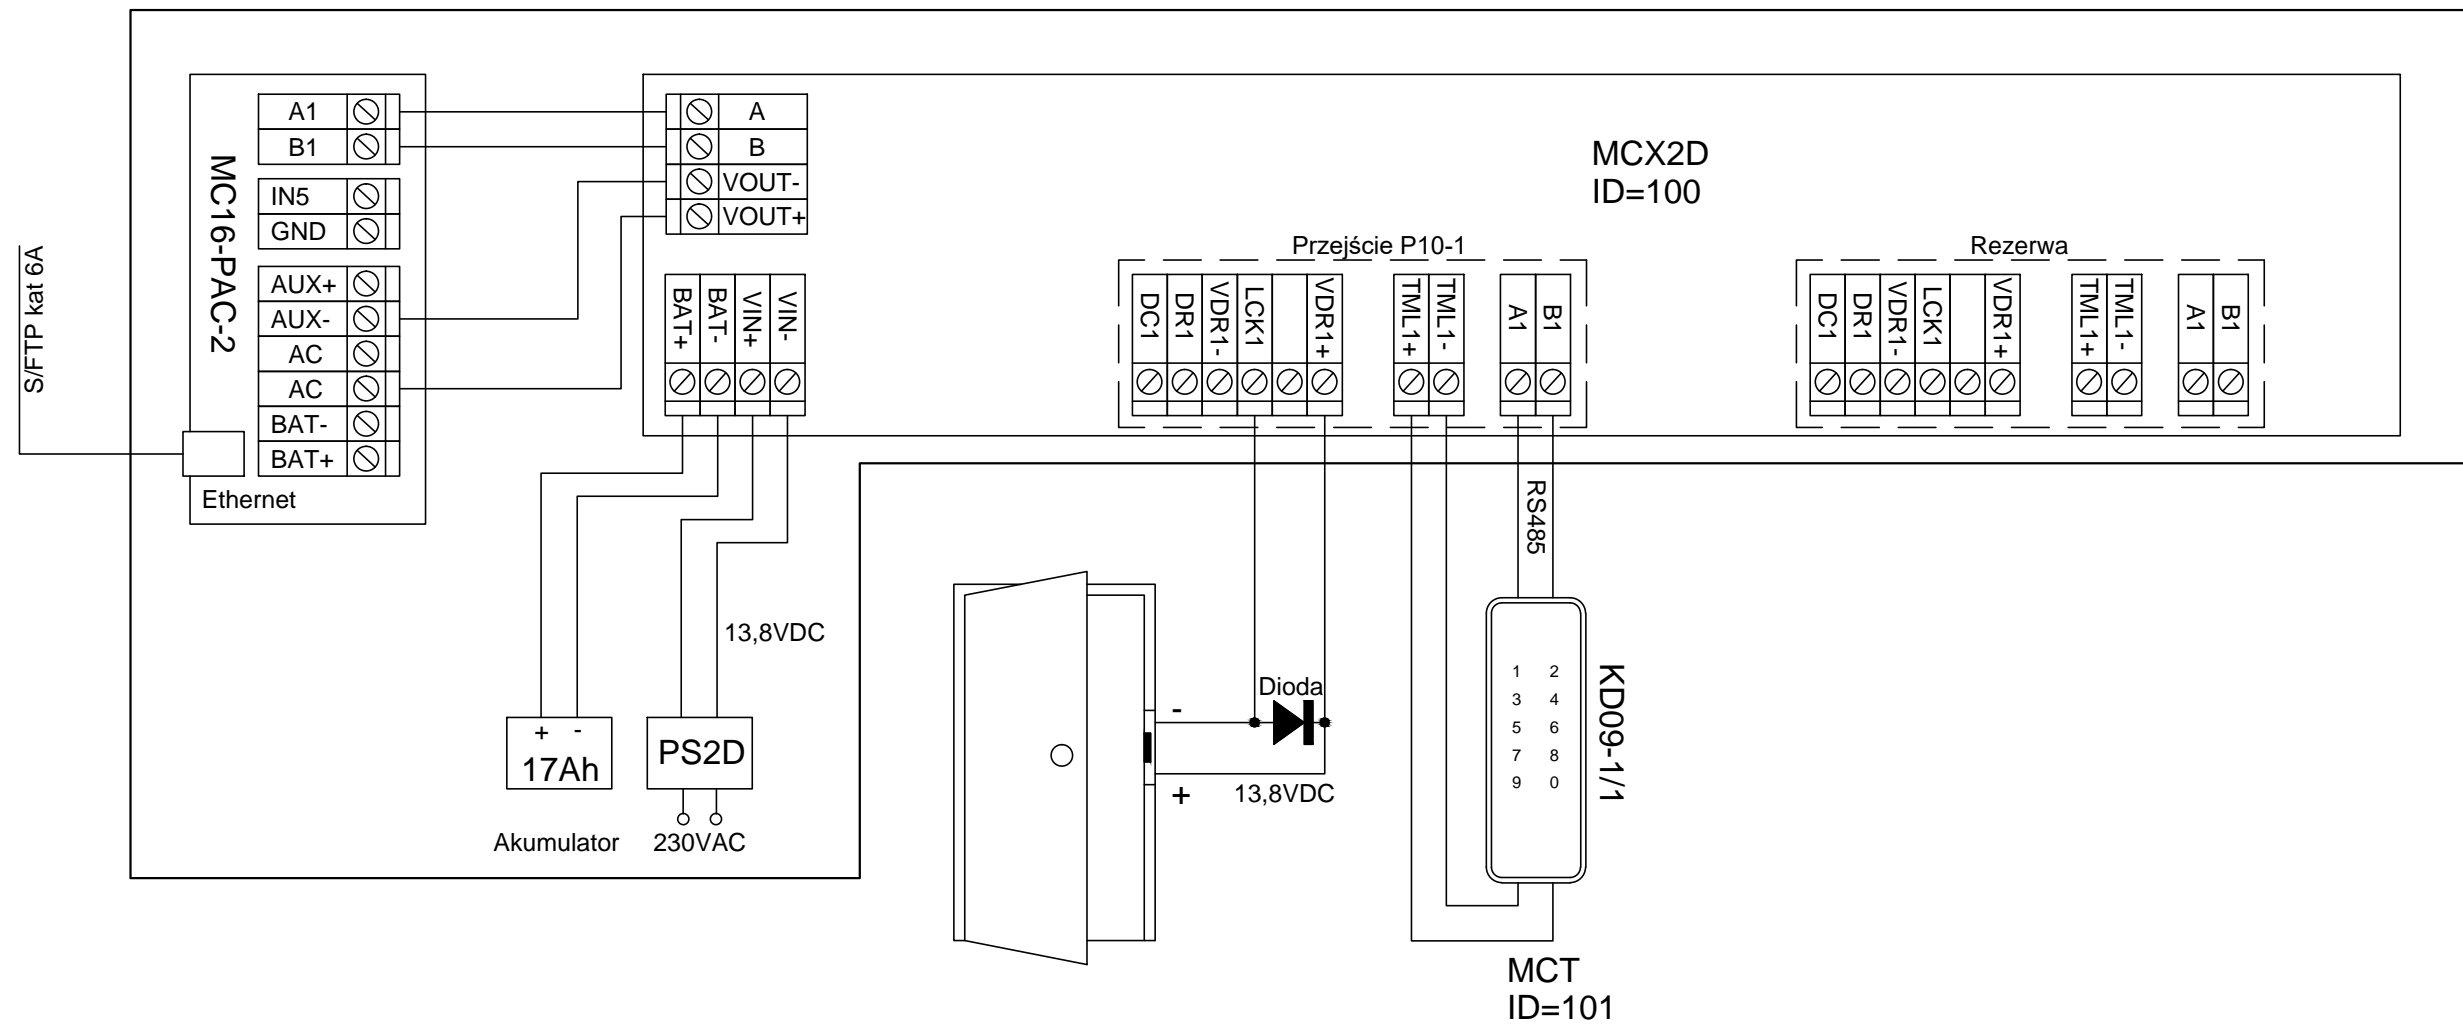 S/FTP kat 6A
MC16-PAC-2
A1
B1
IN5
GND
AUX+
AUX-
AC
AC
BAT-
BAT+
Ethernet
A
B
VOUT-
VOUT+
BAT+
BAT-
VIN+
VIN-
MCX2D
ID=100
Przejście P10-1
DC1
DR1
VDR1-
LCK1
VDR1+
TML1+
TML1-
A1
B1
Rezerwa
DC1
DR1
VDR1-
LCK1
VDR1+
TML1+
TML1-
A1
B1
RS485
13,8VDC
+ -
17Ah
Akumulator
PS2D
230VAC
Dioda
-
+
13,8VDC
1 2
3 4
5 6
7 8
9 0
KD09-1/1
MCT
ID=101